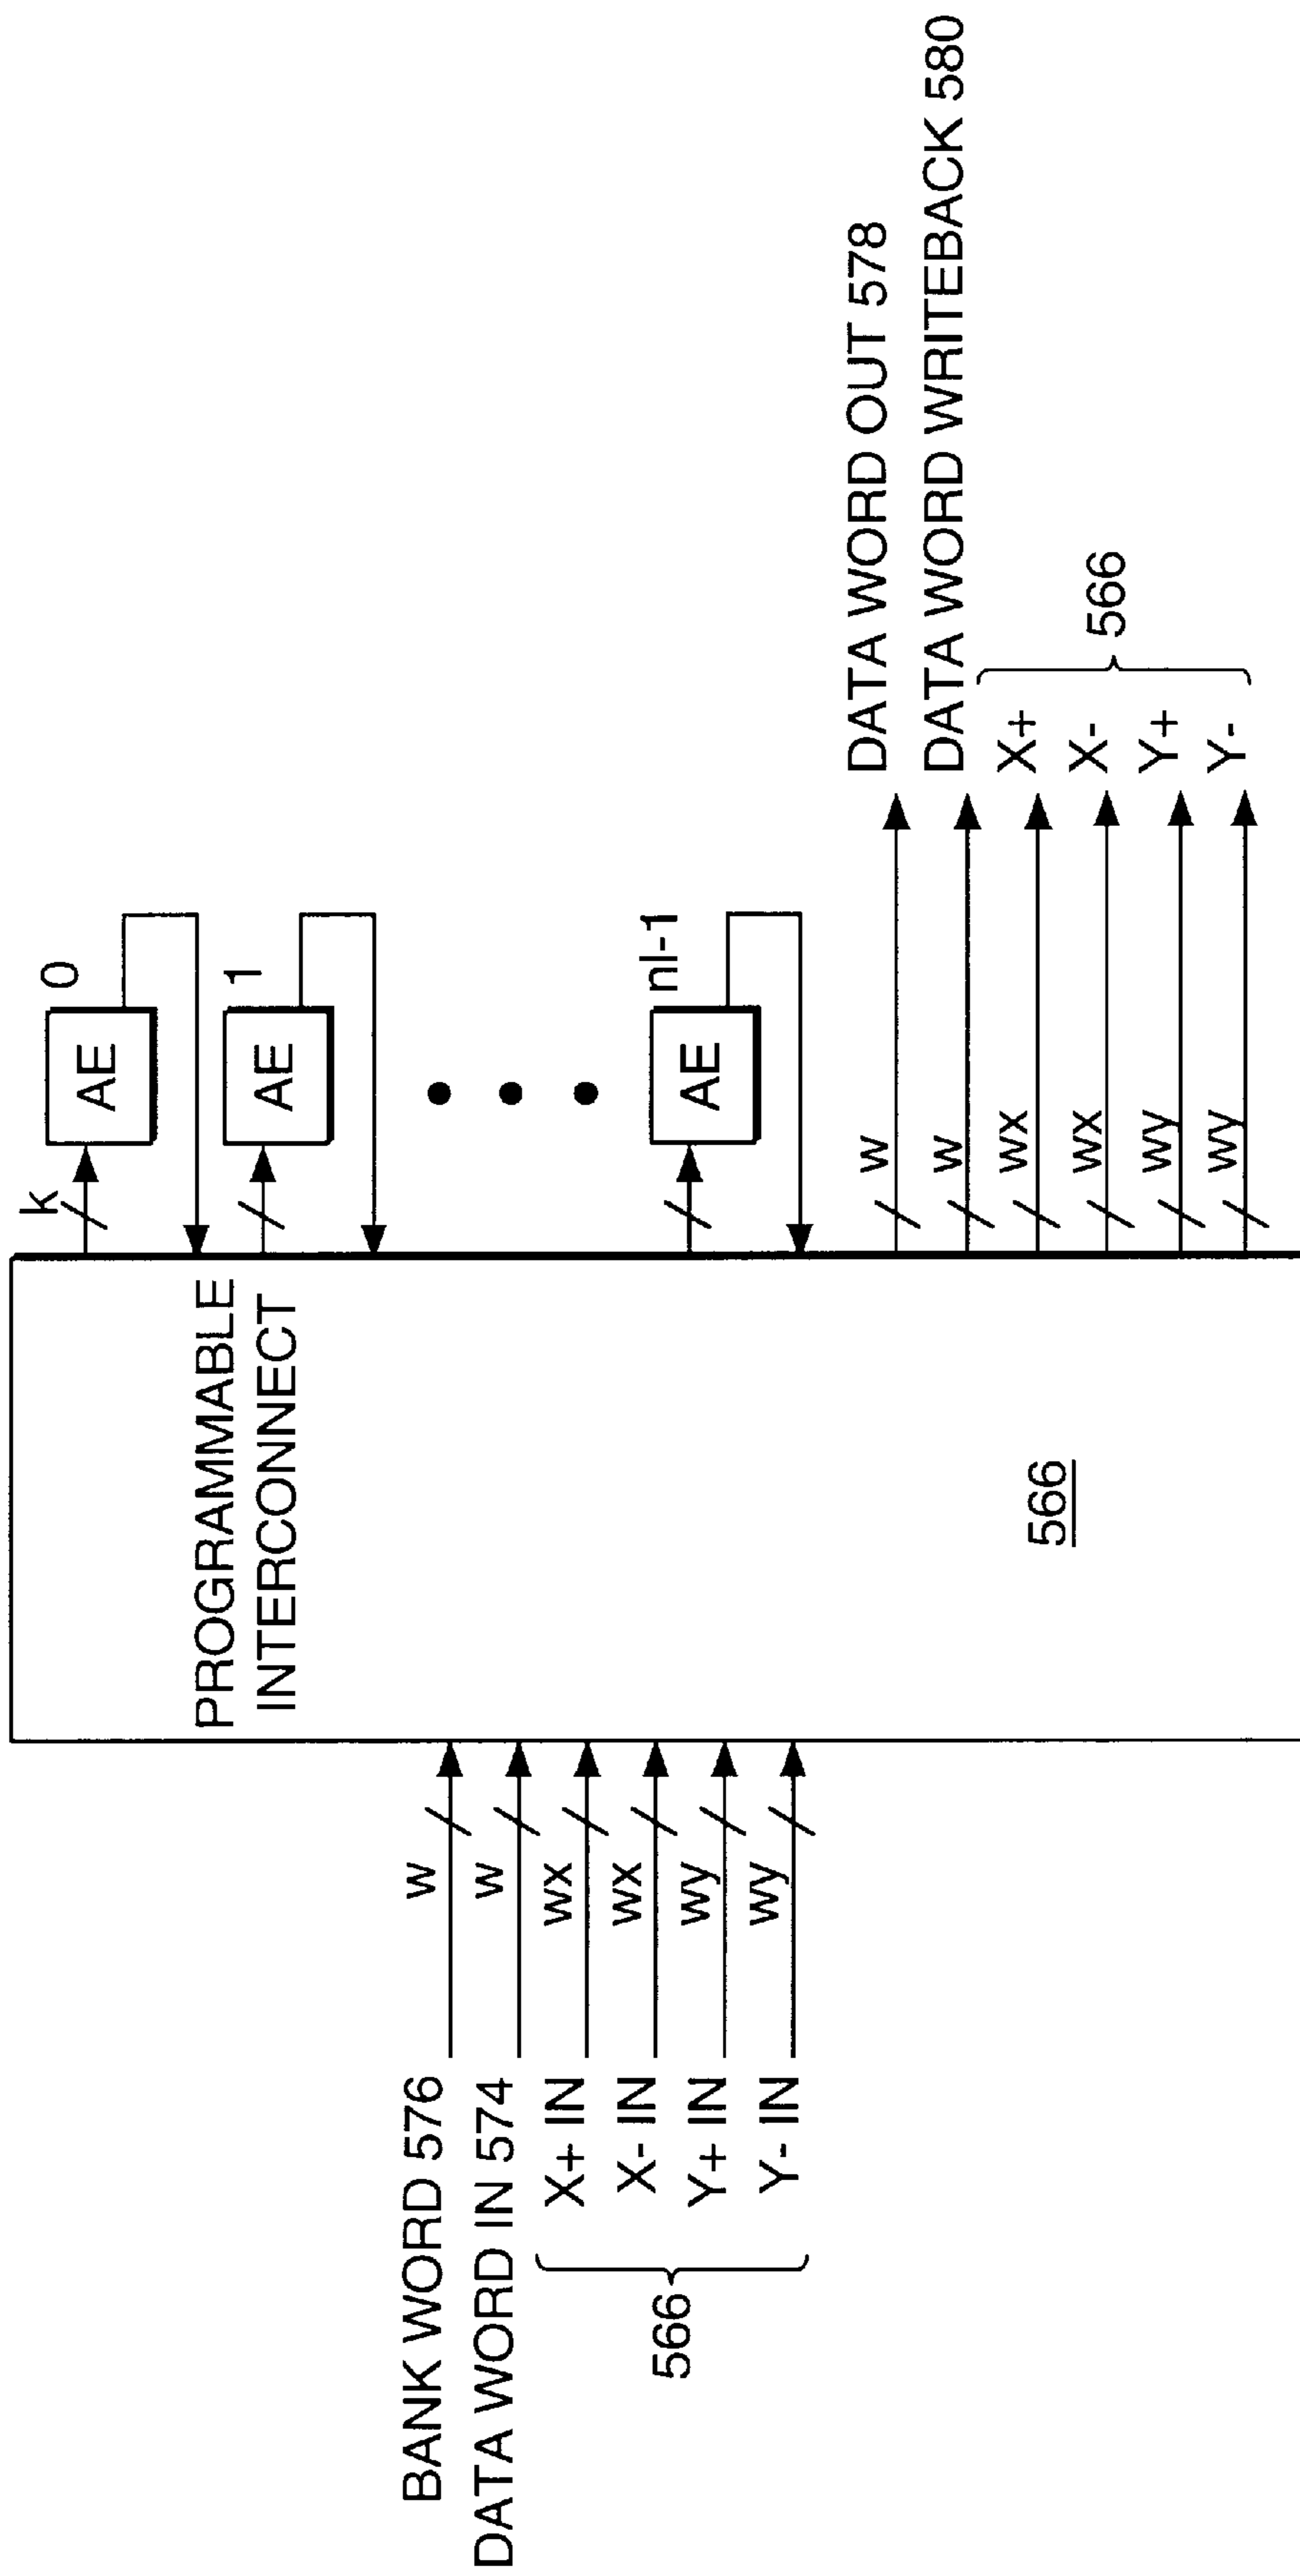 BANK WORD 576
DATA WORD IN 574
X+ IN
X- IN
Y+ IN
Y- IN
566
w
w
wx
wx
wy
wy
PROGRAMMABLE
INTERCONNECT
566
k
AE
0
AE
1
AE
nl-1
w
w
wx
wx
wy
wy
DATA WORD OUT 578
DATA WORD WRITEBACK 580
X+
X-
Y+
Y-
566